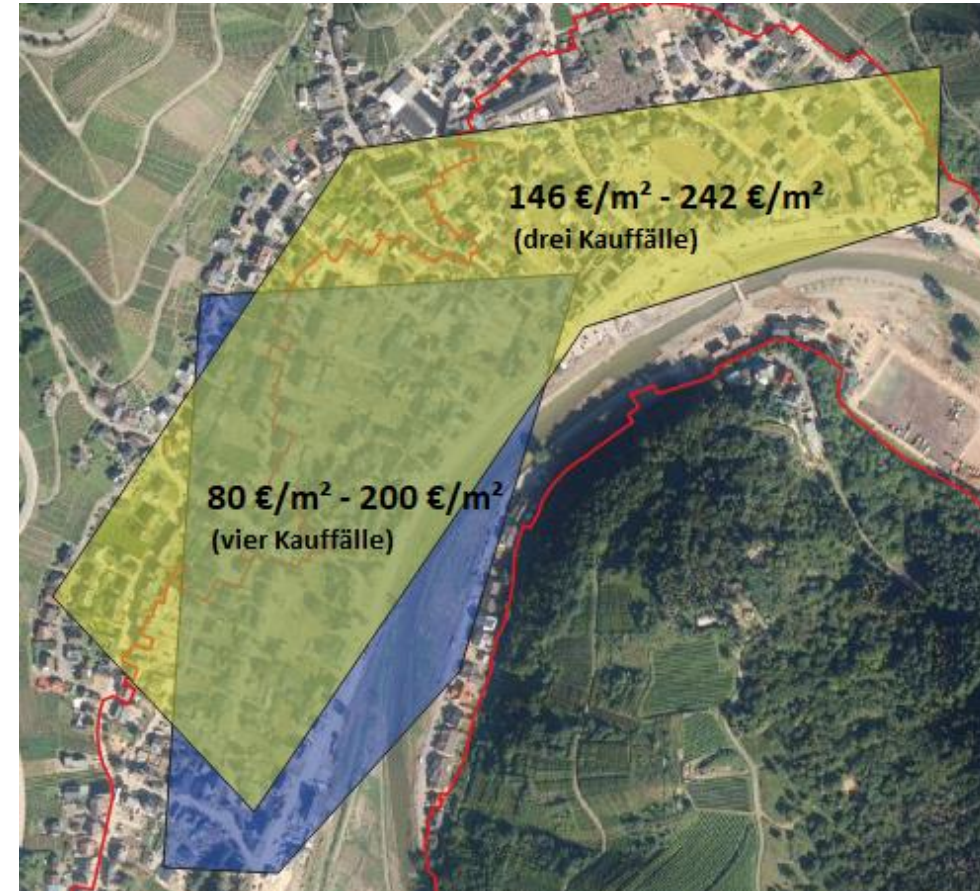 146 €/m² - 242 €/m²
(drei Kauffälle)
80 €/m² - 200 €/m²
(vier Kauffälle)